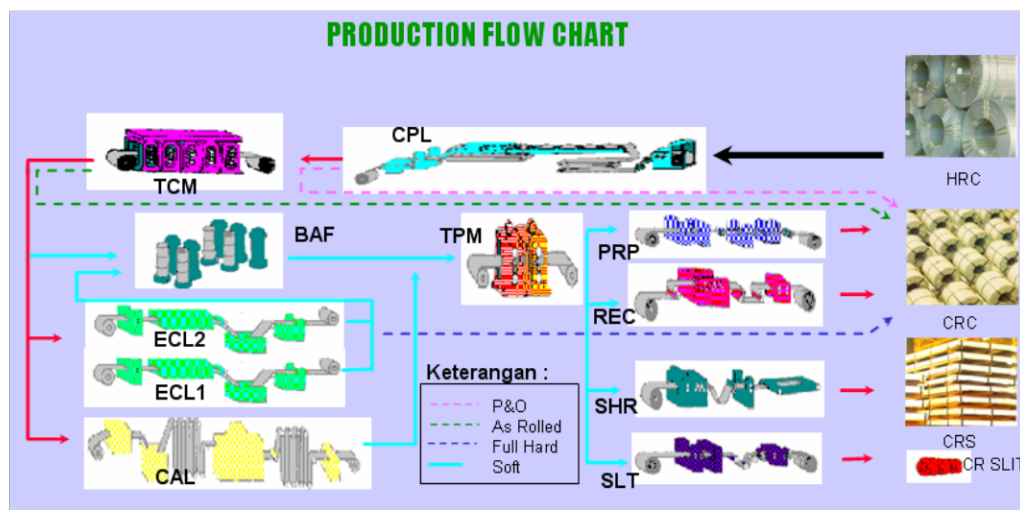 PRODUCTION FLOW CHART
HRC
CPL
TCM
BAF
TPM
PRP
CRC
REC
ECL2
ECL1
Keterangan :
P&O
As Rolled
Full Hard
Soft
SHR
CRS
CAL
SLT
CR SLIT